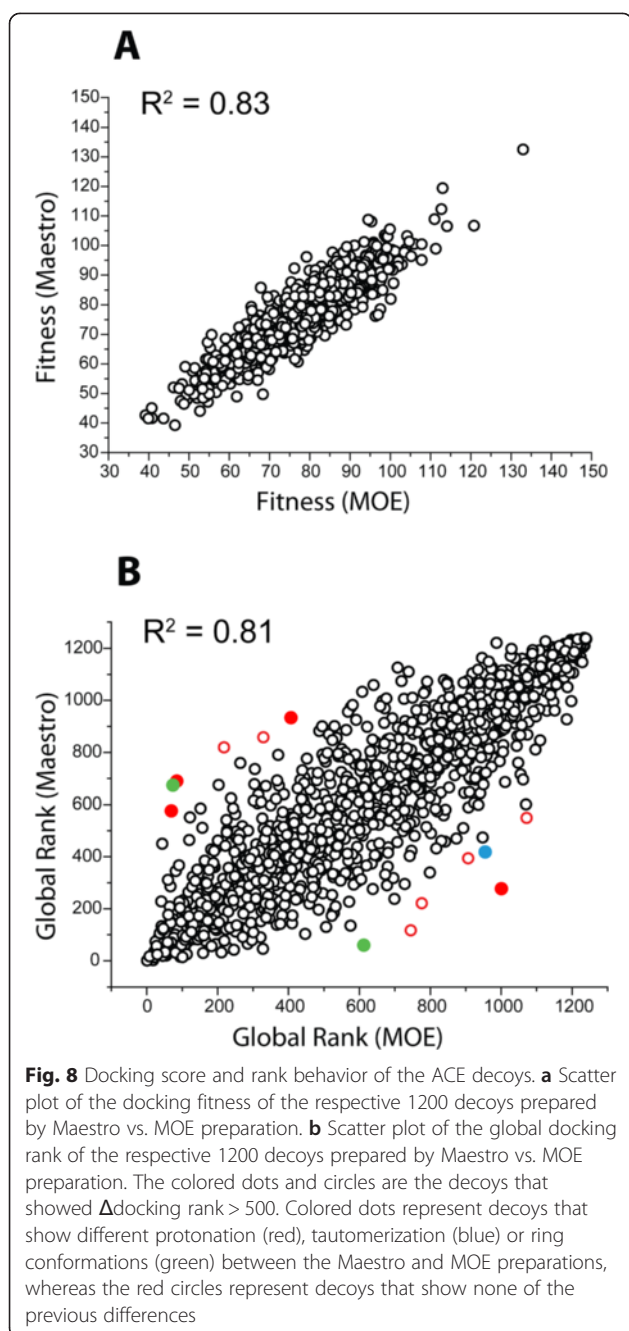 A
R² = 0.83
150
140
130
120
110
100
90
80
70
60
50
40
30
Fitness (Maestro)
30 40 50 60 70 80 90 100 110 120 130 140 150
Fitness (MOE)
B
R² = 0.81
1200
1000
800
600
400
200
0
Global Rank (Maestro)
0 200 400 600 800 1000 1200
Global Rank (MOE)
Fig. 8 Docking score and rank behavior of the ACE decoys. a Scatter
plot of the docking fitness of the respective 1200 decoys prepared
by Maestro vs. MOE preparation. b Scatter plot of the global docking
rank of the respective 1200 decoys prepared by Maestro vs. MOE
preparation. The colored dots and circles are the decoys that
showed Δdocking rank > 500. Colored dots represent decoys that
show different protonation (red), tautomerization (blue) or ring
conformations (green) between the Maestro and MOE preparations,
whereas the red circles represent decoys that show none of the
previous differences